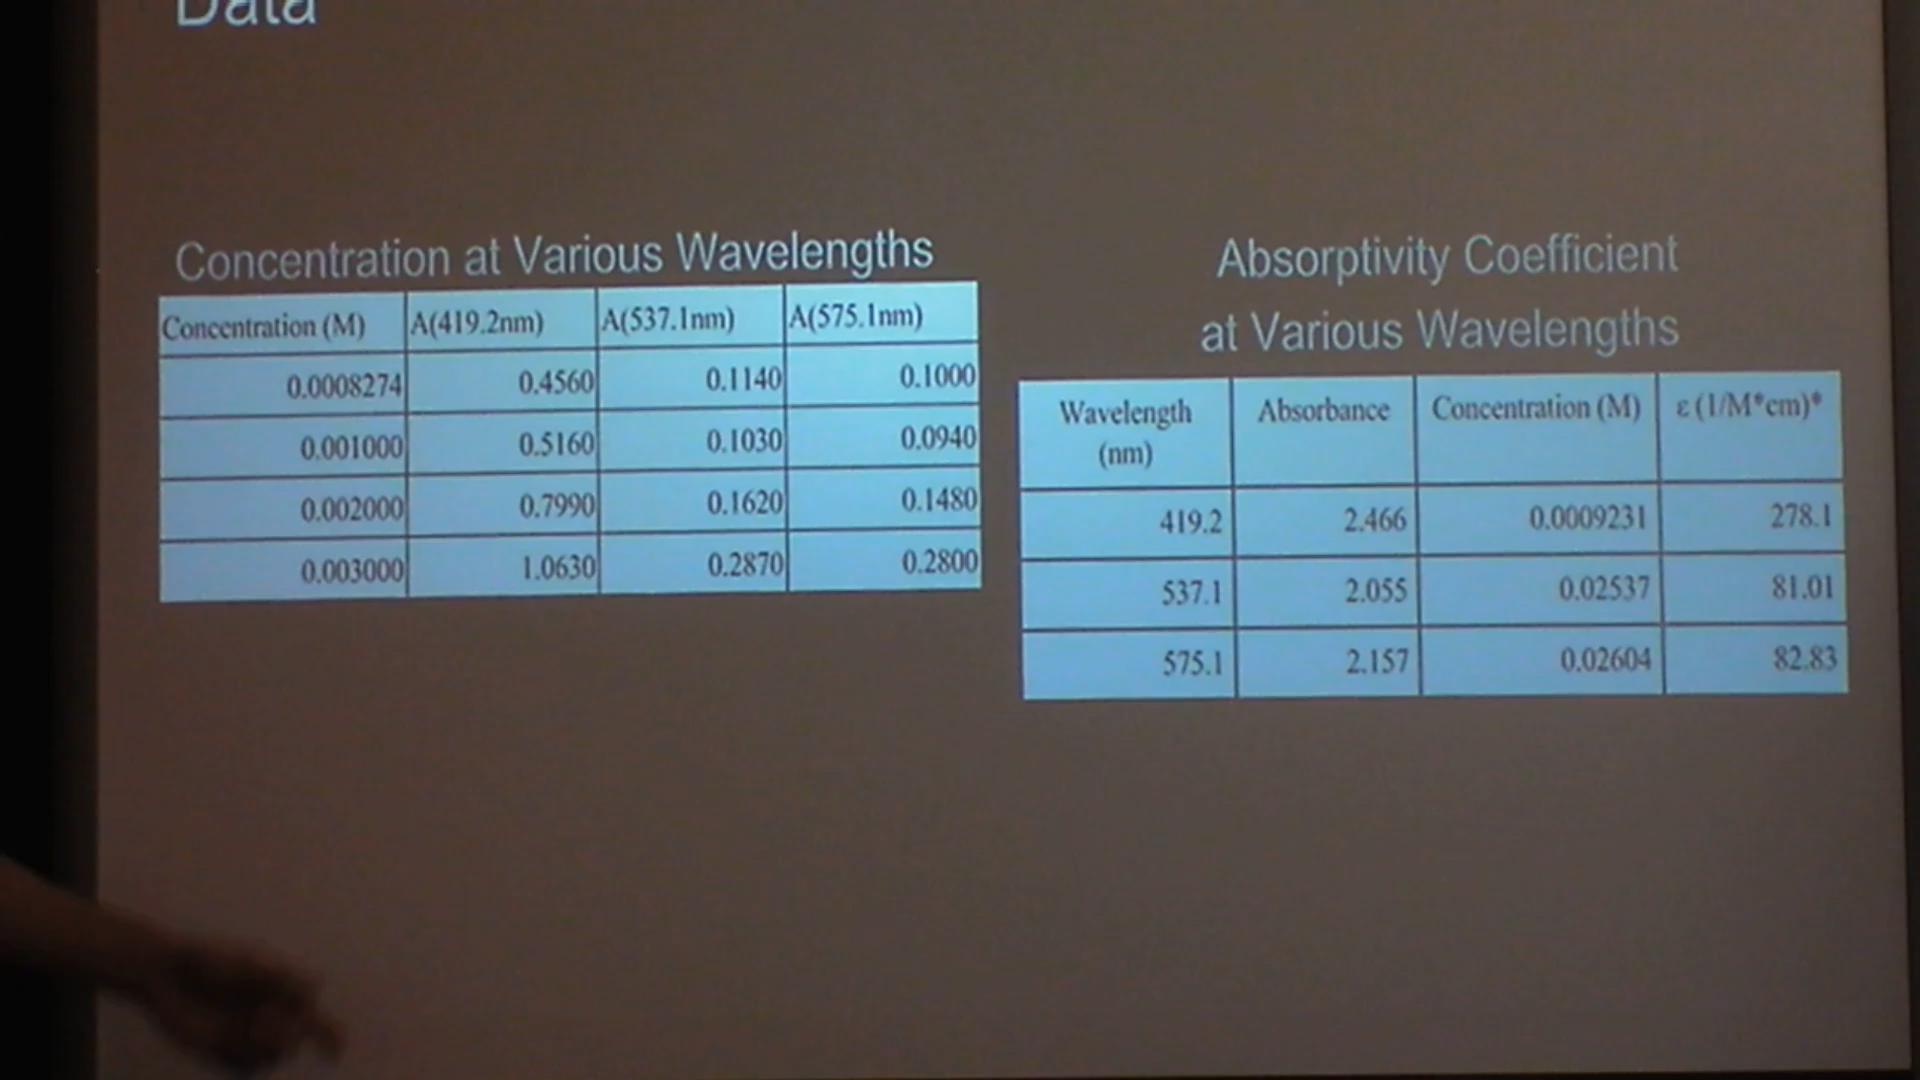 Data
Concentration at Various Wavelengths
Concentration (M) A(419.2nm) A(537.1nm) A(575.1nm)
0.0008274 0.4560 0.1140 0.1000
0.001000 0.5160 0.1030 0.0940
0.002000 0.7990 0.1620 0.1480
0.003000 1.0630 0.2870 0.2800
Absorptivity Coefficient
at Various Wavelengths
Wavelength Absorbance Concentration (M) ε (1/M*cm)*
(nm)
419.2 2.466 0.0009231 278.1
537.1 2.055 0.02537 81.01
575.1 2.157 0.02604 82.83